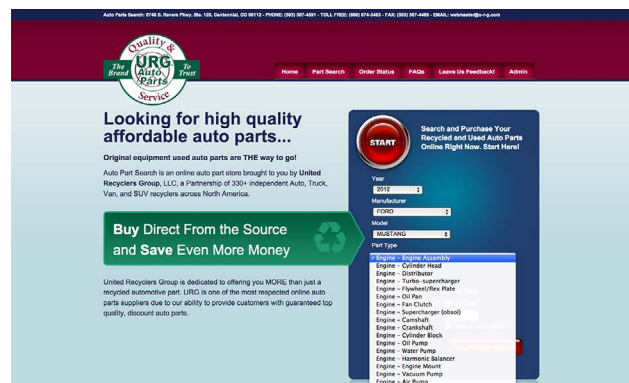 Auto Parts Search: 6746 S. Revere Pkwy, Ste. 120, Centennial, CO 80112 - PHONE: (303) 367-4391 - TOLL FREE: (888) 874-3463 - FAX: (303) 367-4499 - EMAIL: webmaster@u-r-g.com
Quality &
The Brand
URG
Auto
Parts
To Trust
Service
Home Part Search Order Status FAQs Leave Us Feedback! Admin
Looking for high quality
affordable auto parts...
Original equipment used auto parts are THE way to go!
Auto Part Search is an online auto part store brought to you by United
Recyclers Group, LLC, a Partnership of 330+ independent Auto, Truck,
Van, and SUV recyclers across North America.
Buy Direct From the Source
and Save Even More Money
United Recyclers Group is dedicated to offering you MORE than just a
recycled automotive part. URG is one of the most respected online auto
parts suppliers due to our ability to provide customers with guaranteed top
quality, discount auto parts.
START
Search and Purchase Your
Recycled and Used Auto Parts
Online Right Now. Start Here!
Year
2012
Manufacturer
FORD
Model
MUSTANG
Part Type
✓ Engine - Engine Assembly
Engine - Cylinder Head
Engine - Distributor
Engine - Turbo-supercharger
Engine - Flywheel/flex Plate
Engine - Oil Pan
Engine - Fan Clutch
Engine - Supercharger (obsol)
Engine - Camshaft
Engine - Crankshaft
Engine - Cylinder Block
Engine - Oil Pump
Engine - Water Pump
Engine - Harmonic Balancer
Engine - Engine Mount
Engine - Vacuum Pump
Engine - Air Pump